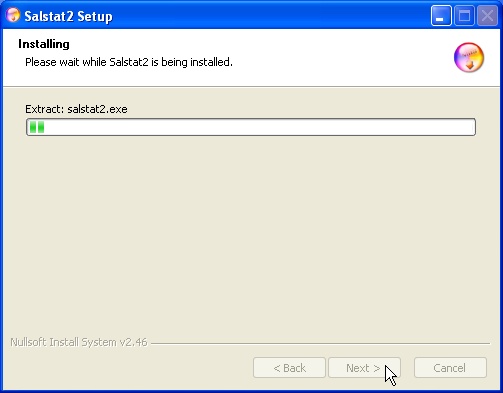 Salstat2 Setup
Installing
Please wait while Salstat2 is being installed.
Extract: salstat2.exe
Nullsoft Install System v2.46
< Back
Next >
Cancel